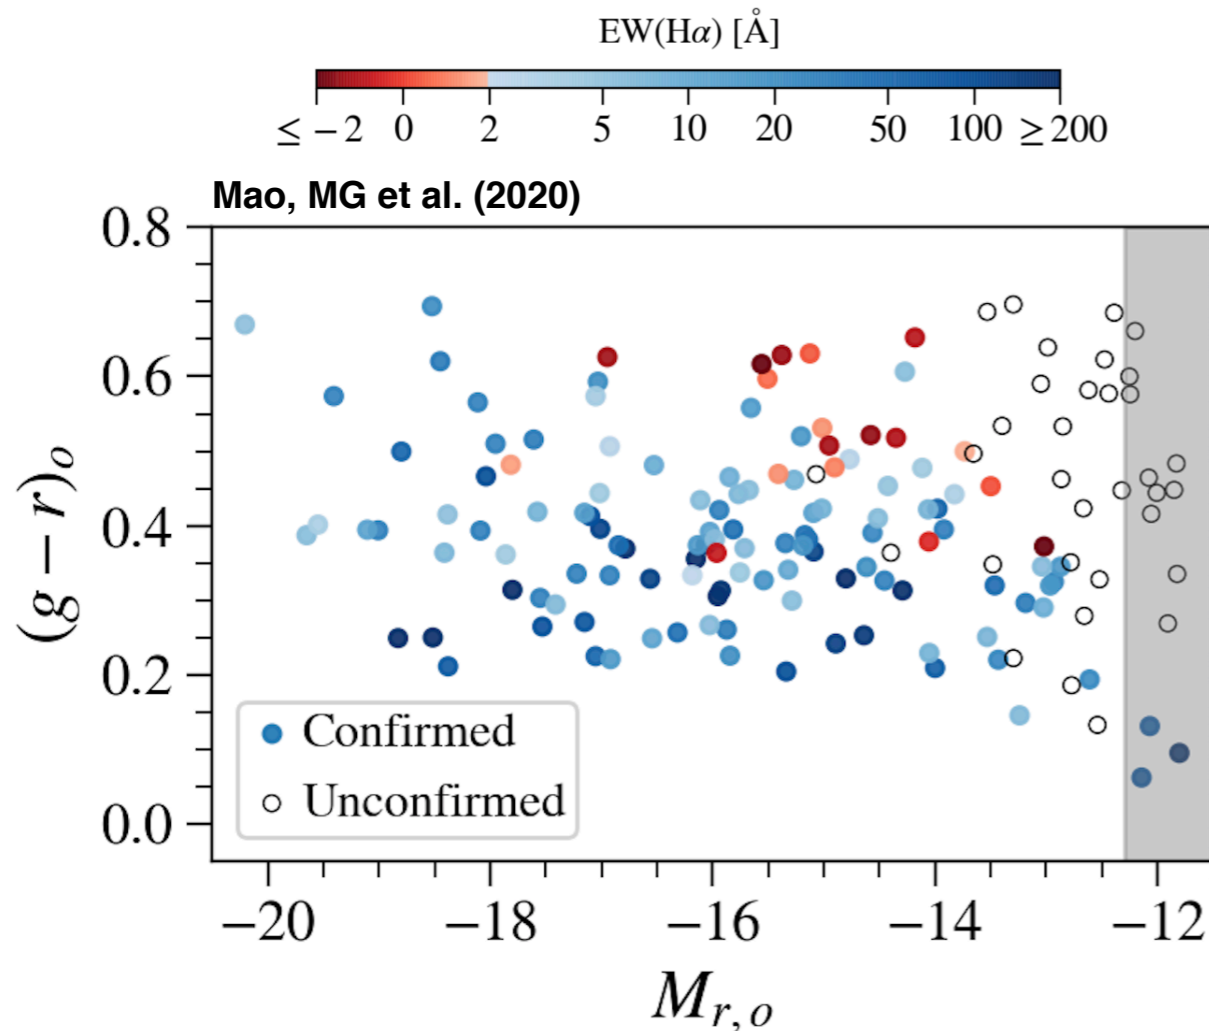 EW(Hα) [Å]
≤ −2 0 2 5 10 20 50 100 ≥200
Mao, MG et al. (2020)
0.8
0.6
0.4
0.2
0.0
(g − r)o
Confirmed
Unconfirmed
−20 −18 −16 −14 −12
Mr, o